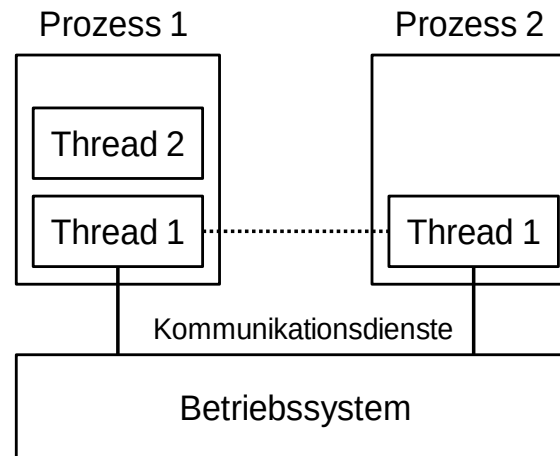 Prozess 1
Prozess 2
Thread 2
Thread 1
Thread 1
Kommunikationsdienste
Betriebssystem